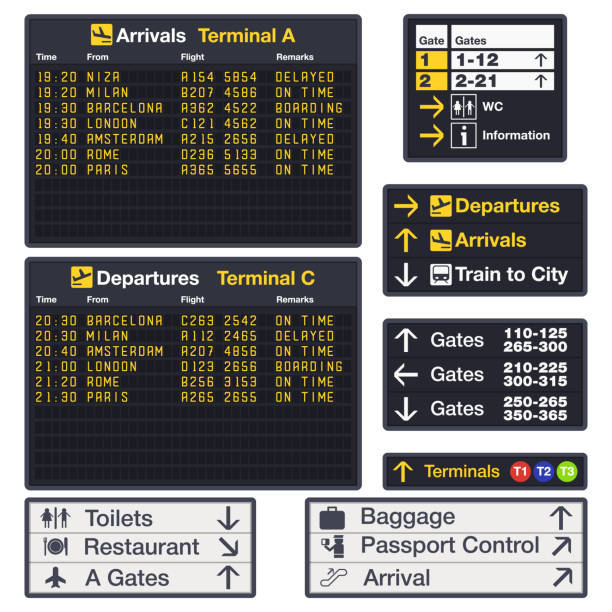 Arrivals Terminal A
Time From Flight Remarks
19:20 NIZA A154 5854 DELAYED
19:20 MILAN B207 4586 ON TIME
19:30 BARCELONA A362 4522 BOARDING
19:30 LONDON C121 4562 ON TIME
19:40 AMSTERDAM A215 2656 DELAYED
20:00 ROME D236 5133 ON TIME
20:00 PARIS A365 5655 ON TIME
Departures Terminal C
Time From Flight Remarks
20:30 BARCELONA C263 2542 ON TIME
20:30 MILAN A112 2465 DELAYED
20:40 AMSTERDAM A207 4856 ON TIME
21:00 LONDON D123 2656 BOARDING
21:20 ROME B256 3153 ON TIME
21:30 PARIS A265 2655 ON TIME
Gate Gates
1 1-12
2 2-21
WC
i Information
Departures
Arrivals
Train to City
Gates 110-125
265-300
Gates 210-225
300-315
Gates 250-265
350-365
Terminals T1 T2 T3
Toilets
Restaurant
A Gates
Baggage
Passport Control
Arrival